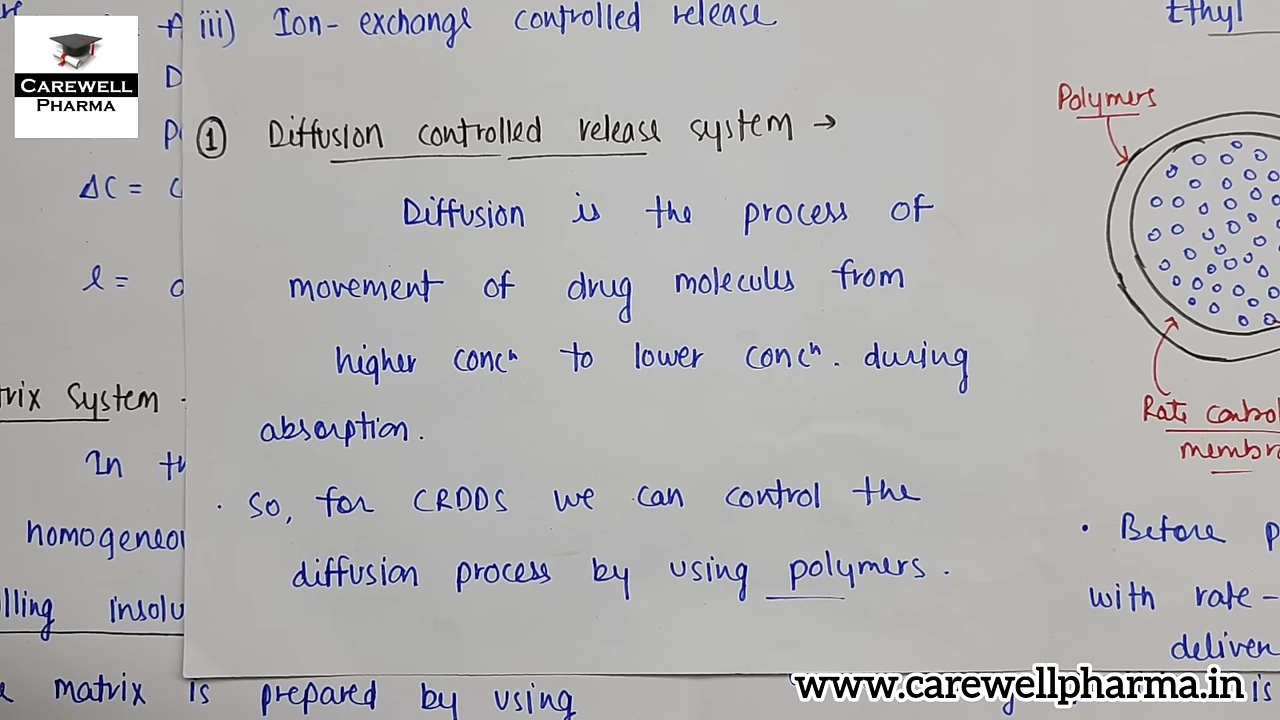 CAREWELL
PHARMA
iii) Ion-exchange controlled release
① Diffusion controlled release system →
Diffusion is the process of
movement of drug molecules from
higher concⁿ to lower concⁿ. during
absorption.
· So, for CRDDS we can control the
diffusion process by using polymers.
ΔC =
l =
System
In
homogeneou
insolu
matrix is prepared by using
Ethyl
Polymers
Rate control
membr
· Before p
with rate-
deliver
is
www.carewellpharma.in